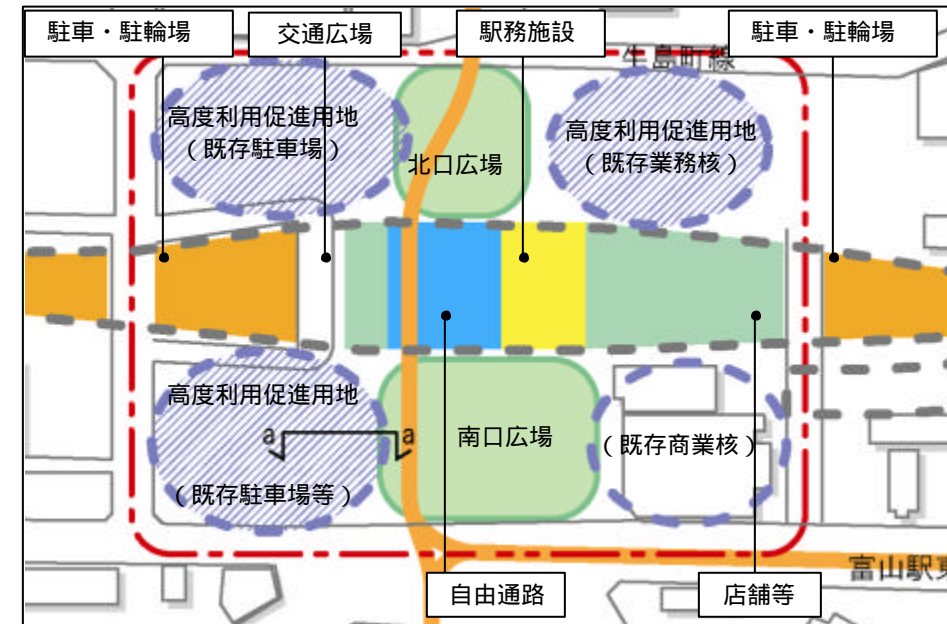 駐車・駐輪場
交通広場
駅務施設
駐車・駐輪場
牛島町線
高度利用促進用地
（既存駐車場）
北口広場
高度利用促進用地
（既存業務核）
高度利用促進用地
a
a
（既存駐車場等）
南口広場
（既存商業核）
富山駅東
自由通路
店舗等